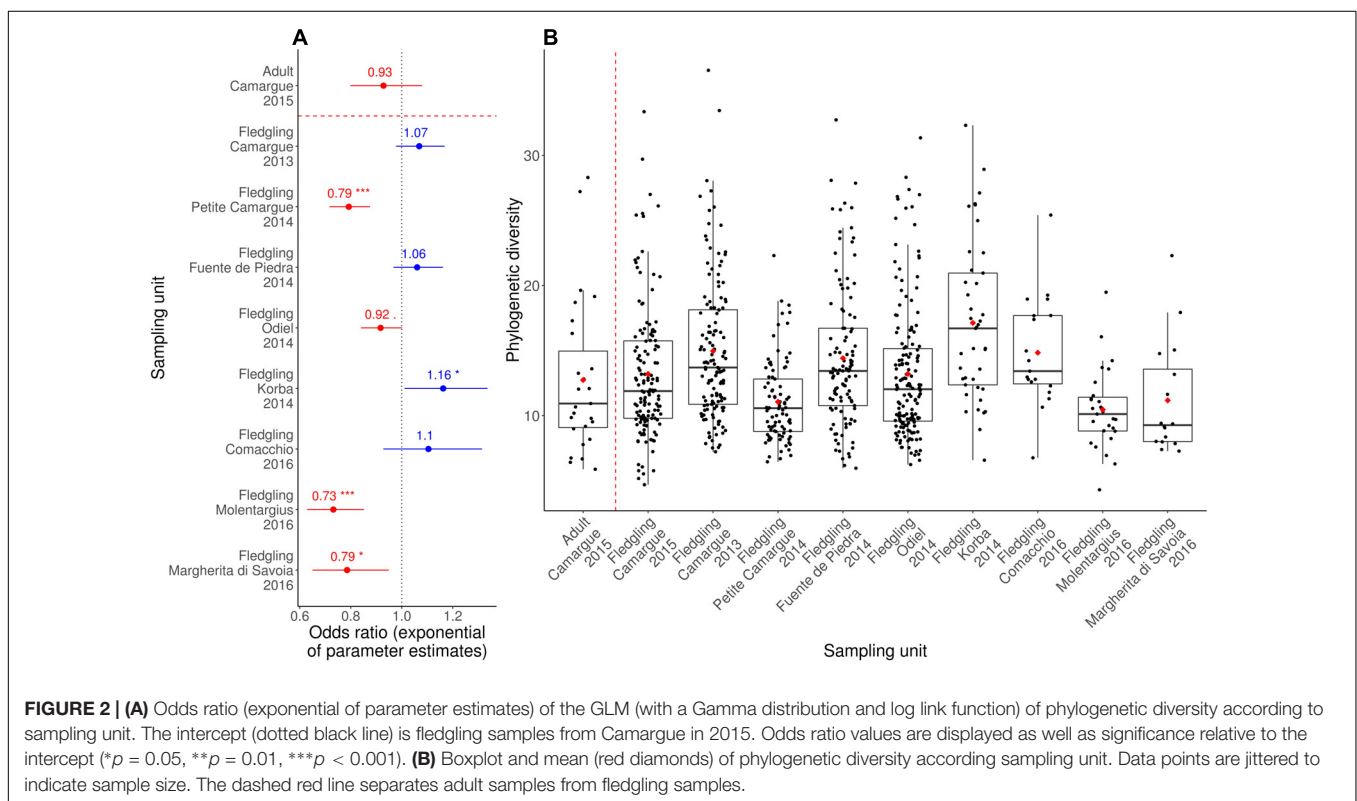 A
Sampling unit
Adult
Camargue
2015
0.93
Fledgling
Camargue
2013
1.07
Fledgling
Petite Camargue
2014
0.79 ***
Fledgling
Fuente de Piedra
2014
1.06
Fledgling
Odiel
2014
0.92 .
Fledgling
Korba
2014
1.16 *
Fledgling
Comacchio
2016
1.1
Fledgling
Molentargius
2016
0.73 ***
Fledgling
Margherita di Savoia
2016
0.79 *
0.6 0.8 1.0 1.2
Odds ratio (exponential
of parameter estimates)
B
Phylogenetic diversity
30
20
10
Adult
Camargue
2015
Fledgling
Camargue
2015
Fledgling
Camargue
2013
Fledgling
Petite Camargue
2014
Fledgling
Fuente de Piedra
2014
Fledgling
Odiel
2014
Fledgling
Korba
2014
Fledgling
Comacchio
2016
Fledgling
Molentargius
2016
Fledgling
Margherita di Savoia
2016
Sampling unit
FIGURE 2 | (A) Odds ratio (exponential of parameter estimates) of the GLM (with a Gamma distribution and log link function) of phylogenetic diversity according to
sampling unit. The intercept (dotted black line) is fledgling samples from Camargue in 2015. Odds ratio values are displayed as well as significance relative to the
intercept (*p = 0.05, **p = 0.01, ***p < 0.001). (B) Boxplot and mean (red diamonds) of phylogenetic diversity according sampling unit. Data points are jittered to
indicate sample size. The dashed red line separates adult samples from fledgling samples.